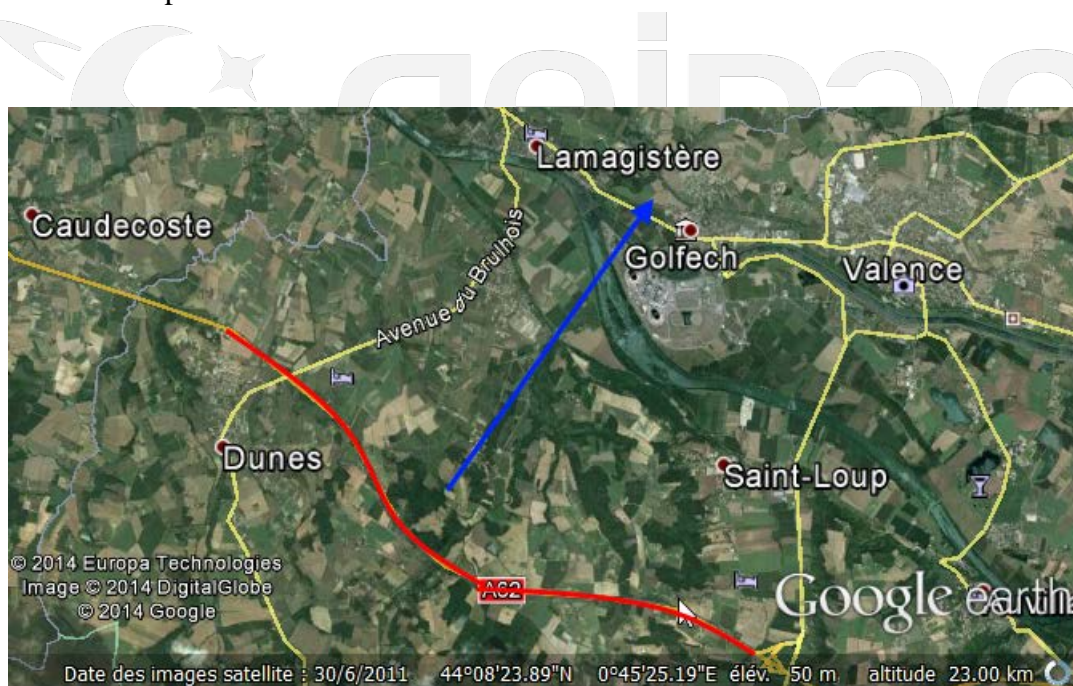 Lamagistère
Caudecoste
Avenue du Brulhois
Golfech
Valence
Dunes
Saint-Loup
A62
© 2014 Europa Technologies
Image © 2014 DigitalGlobe
© 2014 Google
Google earth
Date des images satellite : 30/6/2011 44°08'23.89"N 0°45'25.19"E élév. 50 m altitude 23.00 km